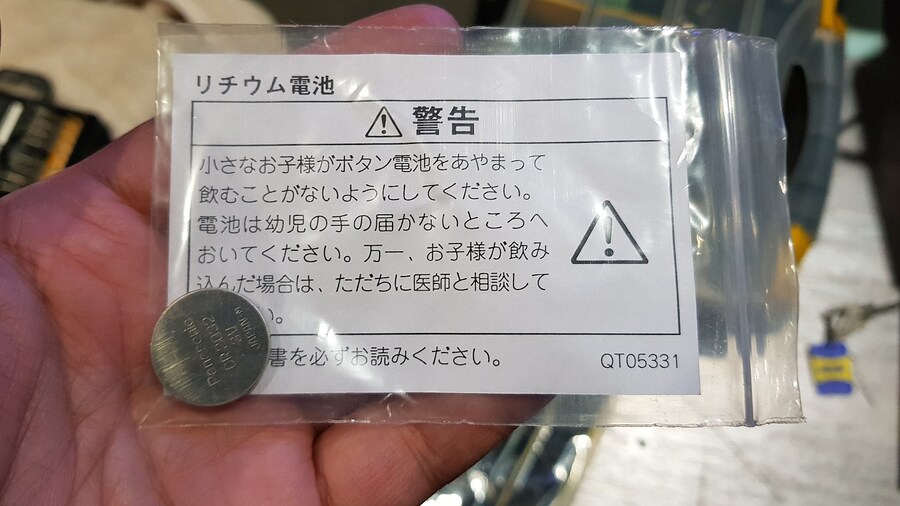 リチウム電池
警告
小さなお子様がボタン電池をあやまって
飲むことがないようにしてください。
電池は幼児の手の届かないところへ
おいてください。万一、お子様が飲み
込んだ場合は、ただちに医師と相談して
い。
書を必ずお読みください。
QT05331
Panasonic
CR2032
3V